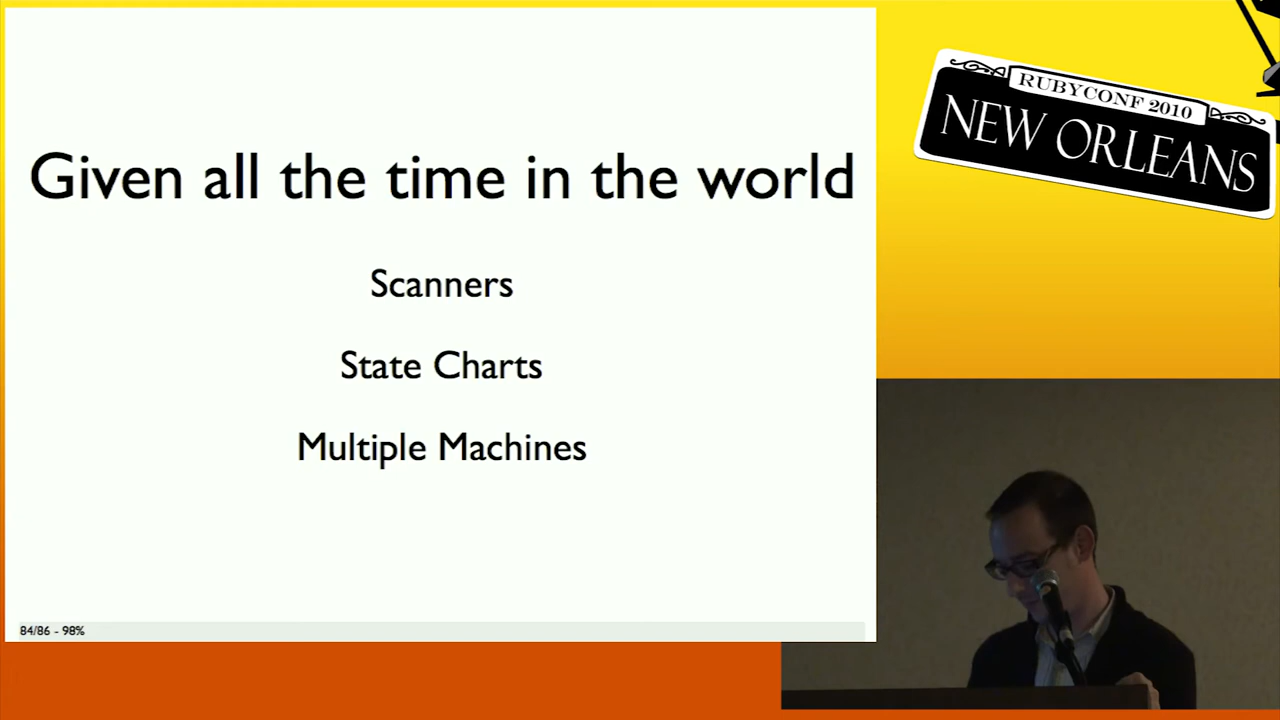 Given all the time in the world
Scanners
State Charts
Multiple Machines
84/86 - 98%
RUBYCONF 2010
NEW ORLEANS